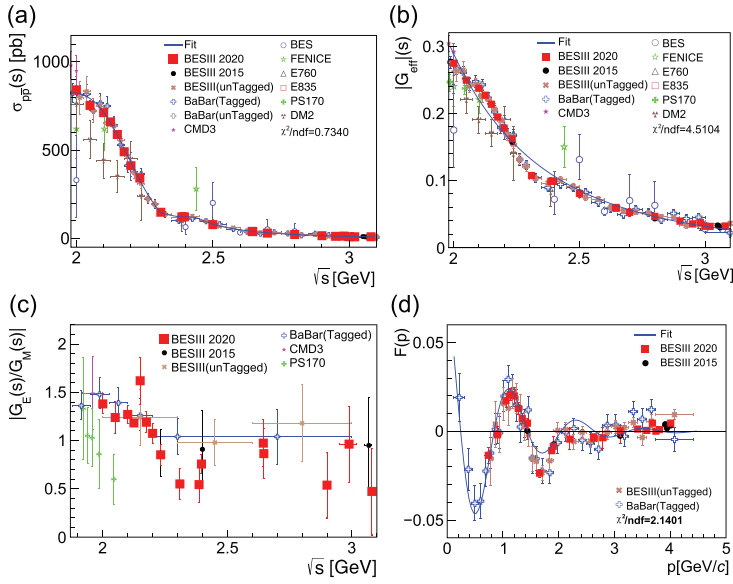 (a)
σpp̄(s) [pb]
1000
500
0
2
2.5
3
√s [GeV]
Fit
BESIII 2020
BESIII 2015
BESIII(unTagged)
BaBar(Tagged)
BaBar(unTagged)
CMD3
BES
FENICE
E760
E835
PS170
DM2
χ²/ndf=0.7340
(b)
|Geff|(s)
0.3
0.2
0.1
0
2
2.5
3
√s [GeV]
Fit
BESIII 2020
BESIII 2015
BESIII(unTagged)
BaBar(Tagged)
CMD3
BES
FENICE
E760
E835
PS170
DM2
χ²/ndf=4.5104
(c)
|GE(s)/GM(s)|
2
1.5
1
0.5
0
2
2.5
3
√s [GeV]
BESIII 2020
BESIII 2015
BESIII(unTagged)
BaBar(Tagged)
CMD3
PS170
(d)
F(p)
0.05
0
−0.05
0
1
2
3
4
5
p[GeV/c]
Fit
BESIII 2020
BESIII 2015
BESIII(unTagged)
BaBar(Tagged)
χ²/ndf=2.1401